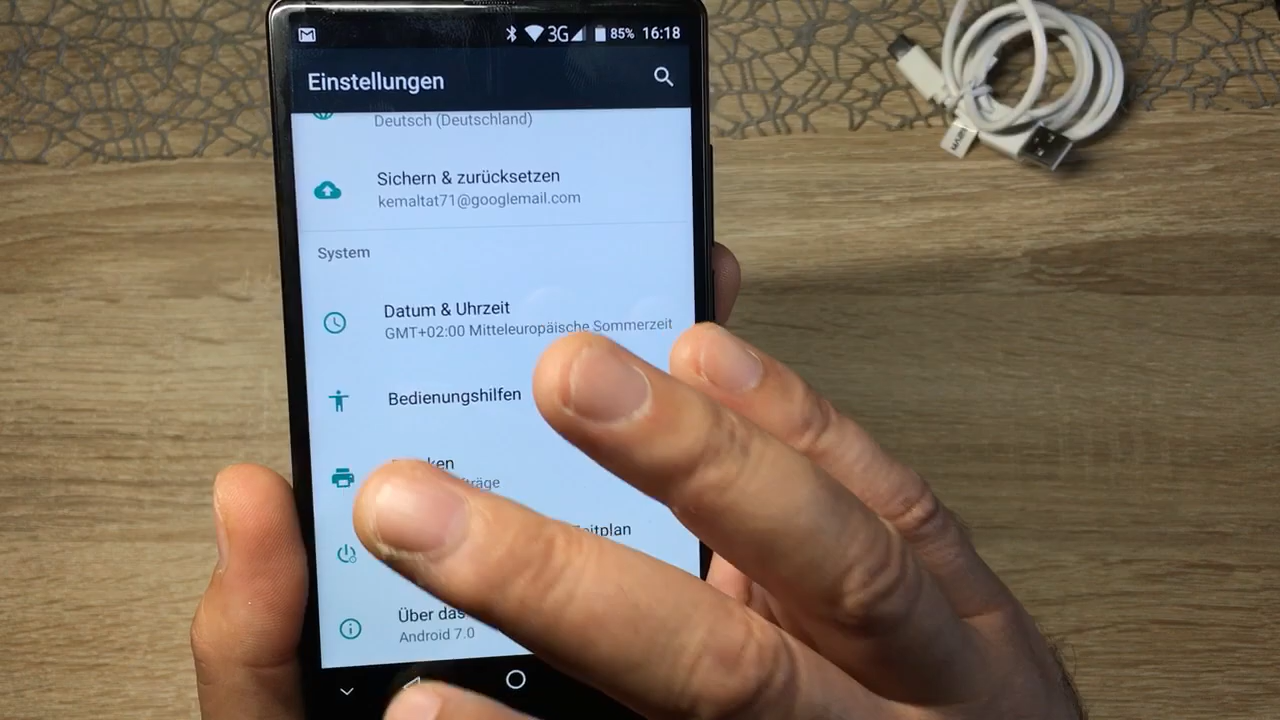 3G 85% 16:18
Einstellungen
Deutsch (Deutschland)
Sichern & zurücksetzen
kemaltat71@googlemail.com
System
Datum & Uhrzeit
GMT+02:00 Mitteleuropäische Sommerzeit
Bedienungshilfen
Über das
Android 7.0